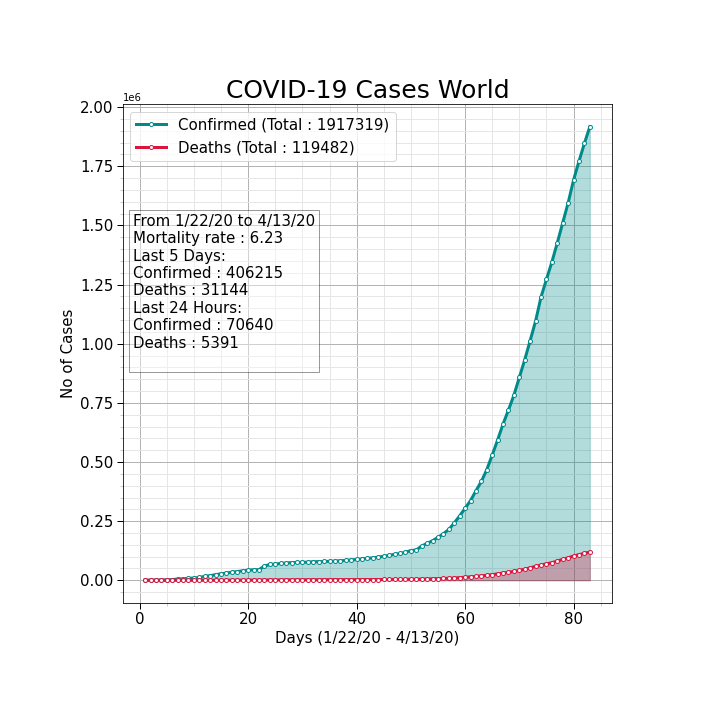 COVID-19 Cases World
1e6
Confirmed (Total : 1917319)
Deaths (Total : 119482)
From 1/22/20 to 4/13/20
Mortality rate : 6.23
Last 5 Days:
Confirmed : 406215
Deaths : 31144
Last 24 Hours:
Confirmed : 70640
Deaths : 5391
No of Cases
2.00
1.75
1.50
1.25
1.00
0.75
0.50
0.25
0.00
0 20 40 60 80
Days (1/22/20 - 4/13/20)